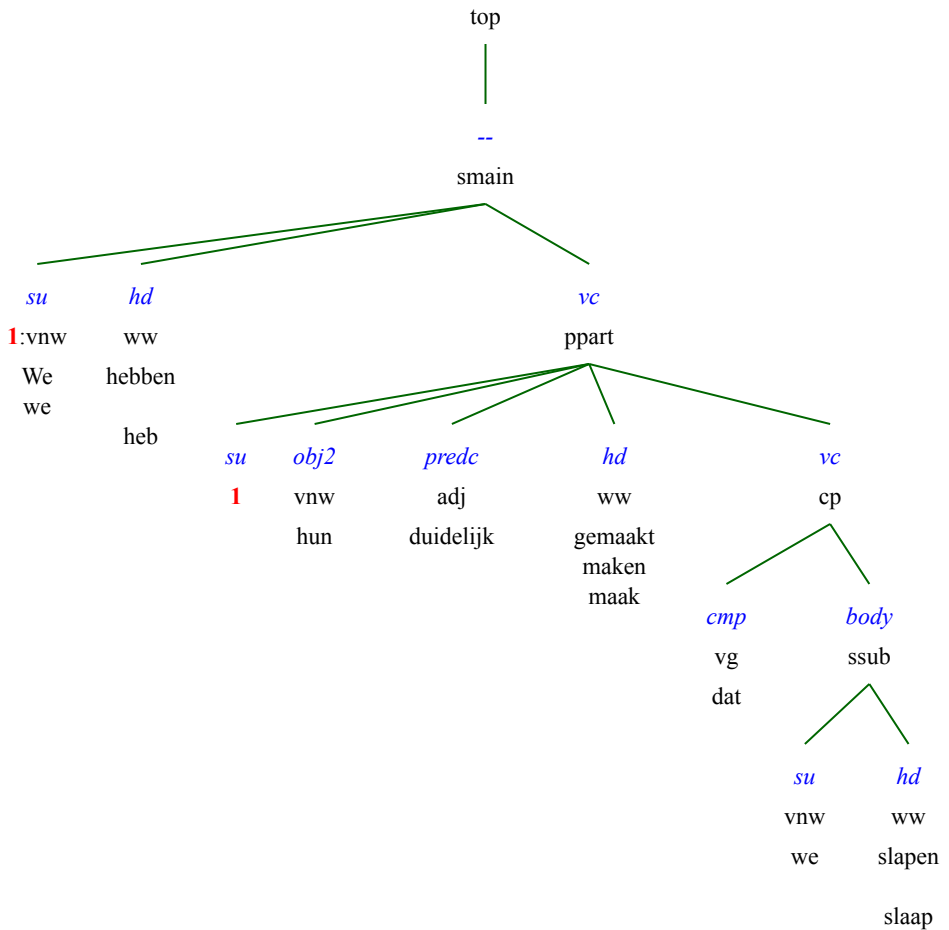 top
--
smain
su hd vc
1:vnw ww ppart
We hebben
we
heb
su obj2 predc hd vc
1 vnw adj ww cp
hun duidelijk gemaakt
maken
maak
cmp body
vg ssub
dat
su hd
vnw ww
we slapen
slaap